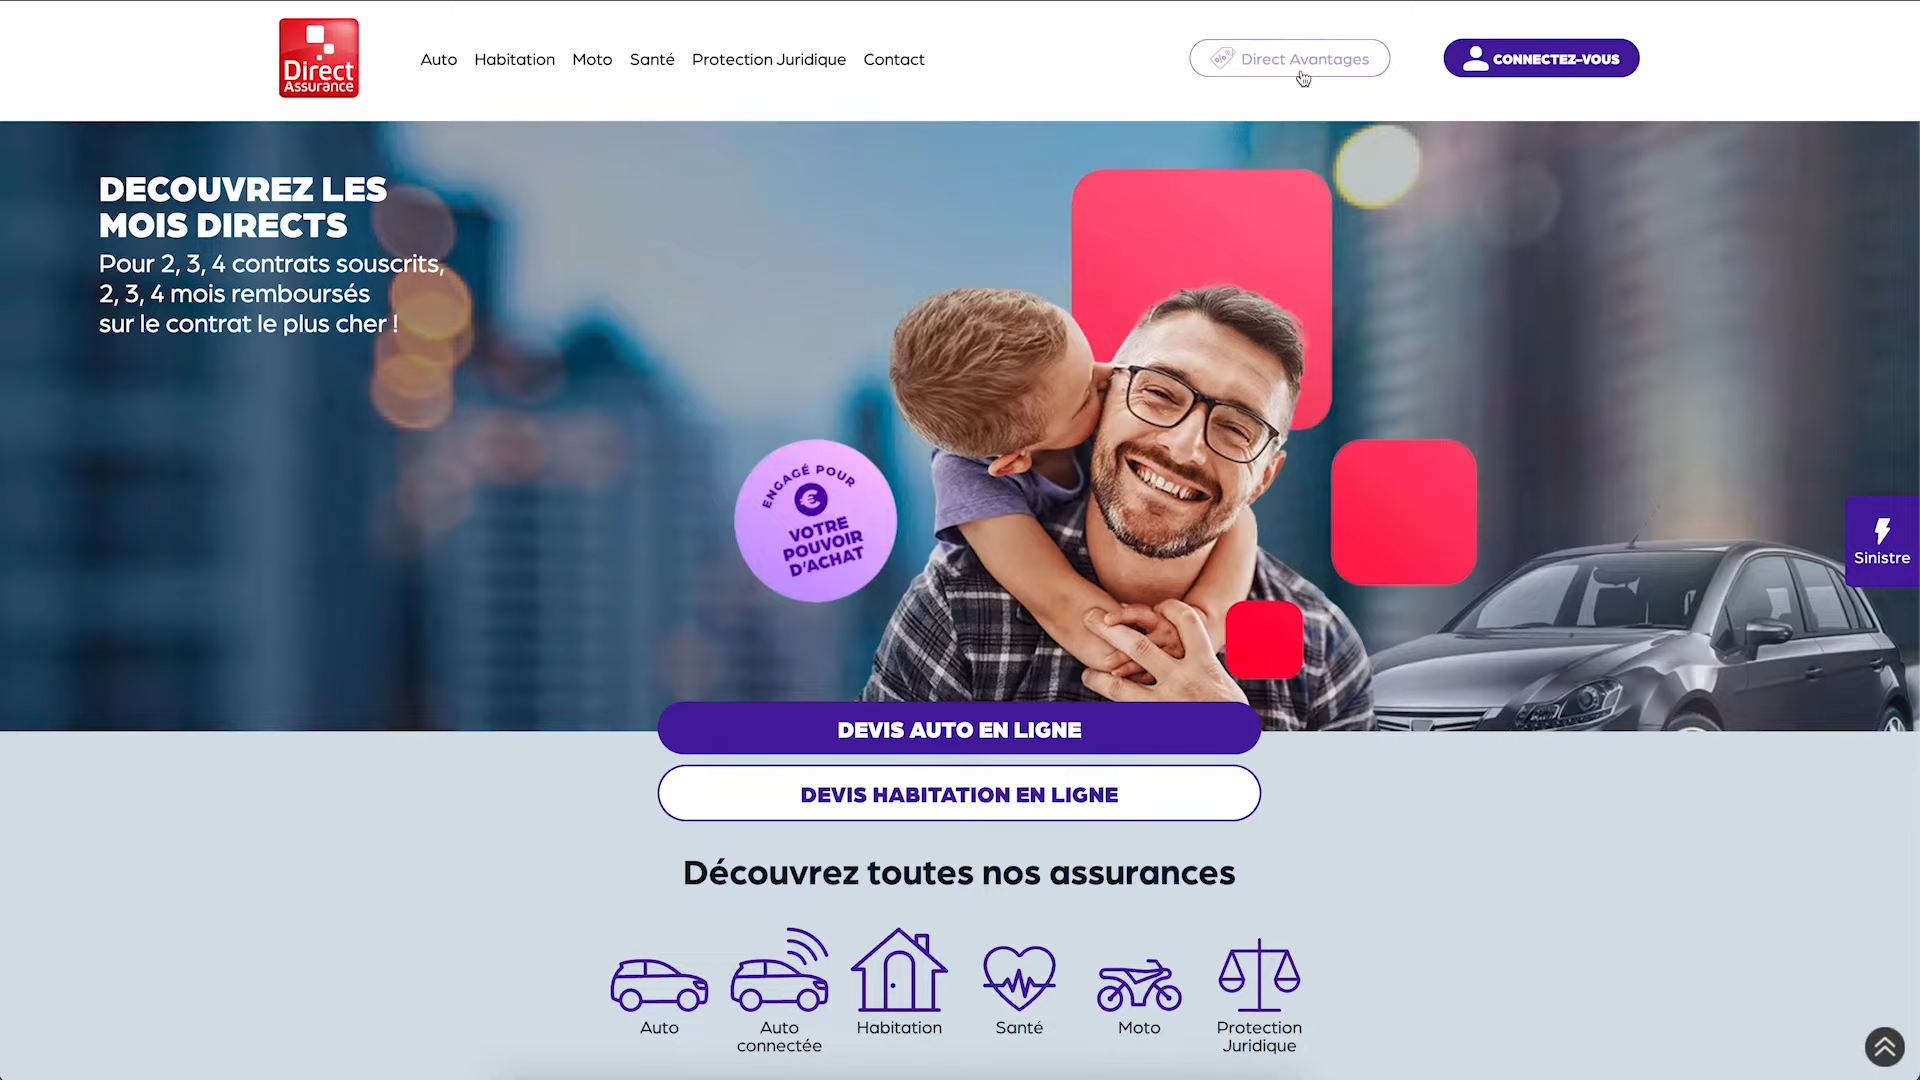 Direct
Assurance
Auto
Habitation
Moto
Santé
Protection Juridique
Contact
Direct Avantages
CONNECTEZ-VOUS
DECOUVREZ LES
MOIS DIRECTS
Pour 2, 3, 4 contrats souscrits,
2, 3, 4 mois remboursés
sur le contrat le plus cher !
ENGAGÉ POUR
€
VOTRE
POUVOIR
D'ACHAT
Sinistre
DEVIS AUTO EN LIGNE
DEVIS HABITATION EN LIGNE
Découvrez toutes nos assurances
Auto
Auto
connectée
Habitation
Santé
Moto
Protection
Juridique